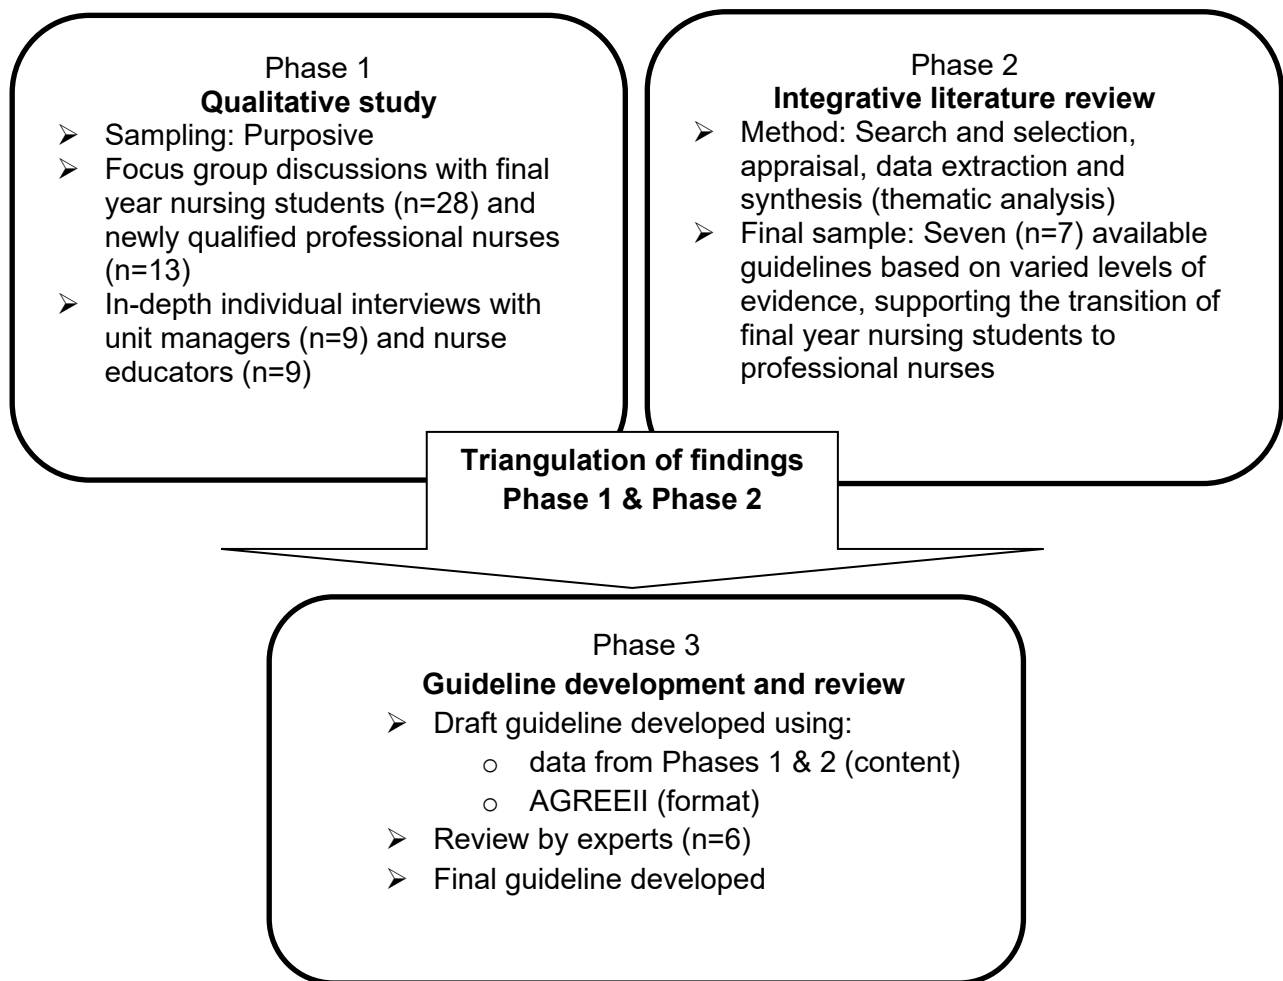 Phase 1
Qualitative study
➢ Sampling: Purposive
➢ Focus group discussions with final
year nursing students (n=28) and
newly qualified professional nurses
(n=13)
➢ In-depth individual interviews with
unit managers (n=9) and nurse
educators (n=9)
Phase 2
Integrative literature review
➢ Method: Search and selection,
appraisal, data extraction and
synthesis (thematic analysis)
➢ Final sample: Seven (n=7) available
guidelines based on varied levels of
evidence, supporting the transition of
final year nursing students to
professional nurses
Triangulation of findings
Phase 1 & Phase 2
Phase 3
Guideline development and review
➢ Draft guideline developed using:
o data from Phases 1 & 2 (content)
o AGREEII (format)
➢ Review by experts (n=6)
➢ Final guideline developed